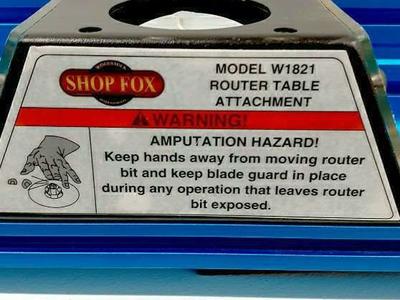 WOODSTOCK
SHOP FOX
MODEL W1821
ROUTER TABLE
ATTACHMENT
WARNING!
AMPUTATION HAZARD!
Keep hands away from moving router
bit and keep blade guard in place
during any operation that leaves router
bit exposed.